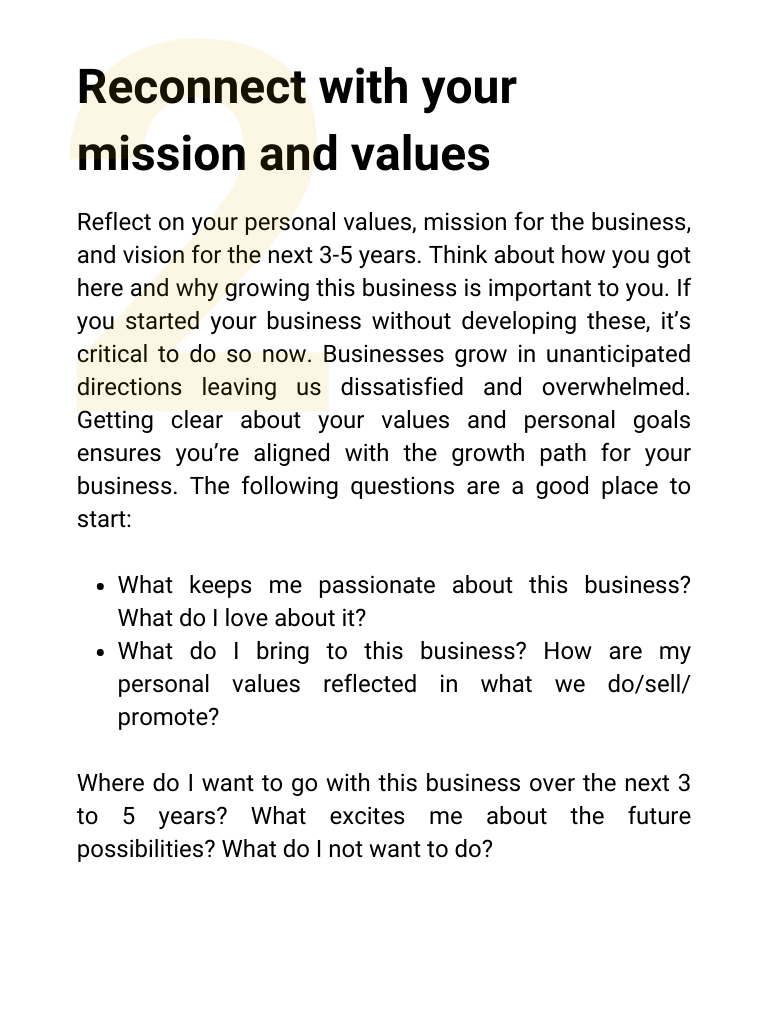 2
Reconnect with your
mission and values
Reflect on your personal values, mission for the business,
and vision for the next 3-5 years. Think about how you got
here and why growing this business is important to you. If
you started your business without developing these, it’s
critical to do so now. Businesses grow in unanticipated
directions leaving us dissatisfied and overwhelmed.
Getting clear about your values and personal goals
ensures you’re aligned with the growth path for your
business. The following questions are a good place to
start:
• What keeps me passionate about this business?
What do I love about it?
• What do I bring to this business? How are my
personal values reflected in what we do/sell/
promote?
Where do I want to go with this business over the next 3
to 5 years? What excites me about the future
possibilities? What do I not want to do?